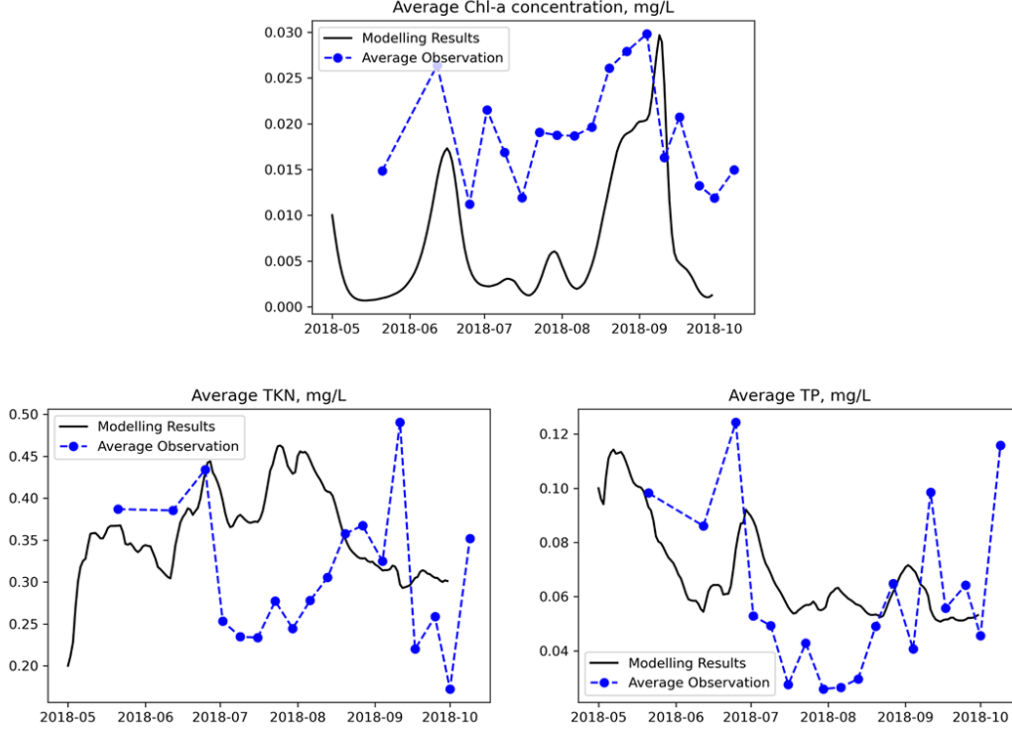 Average Chl-a concentration, mg/L
0.030
0.025
0.020
0.015
0.010
0.005
0.000
Modelling Results
Average Observation
2018-05 2018-06 2018-07 2018-08 2018-09 2018-10
Average TKN, mg/L
0.50
0.45
0.40
0.35
0.30
0.25
0.20
Modelling Results
Average Observation
2018-05 2018-06 2018-07 2018-08 2018-09 2018-10
Average TP, mg/L
0.12
0.10
0.08
0.06
0.04
Modelling Results
Average Observation
2018-05 2018-06 2018-07 2018-08 2018-09 2018-10